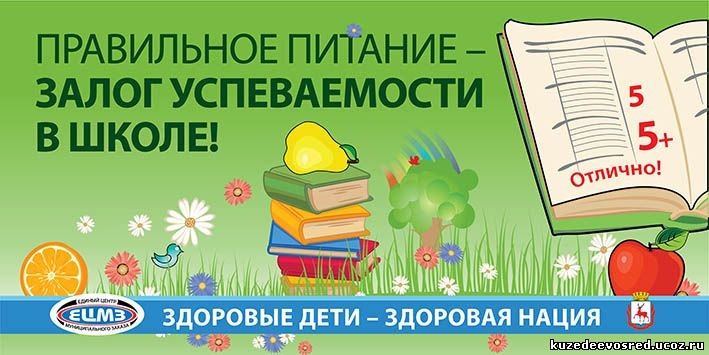 ПРАВИЛЬНОЕ ПИТАНИЕ –
ЗАЛОГ УСПЕВАЕМОСТИ
В ШКОЛЕ!
5
5+
Отлично!
ЕДИНЫЙ ЦЕНТР
ЕЦМЗ
МУНИЦИПАЛЬНОГО ЗАКАЗА
ЗДОРОВЫЕ ДЕТИ – ЗДОРОВАЯ НАЦИЯ
kuzedeevosred.ucoz.ru